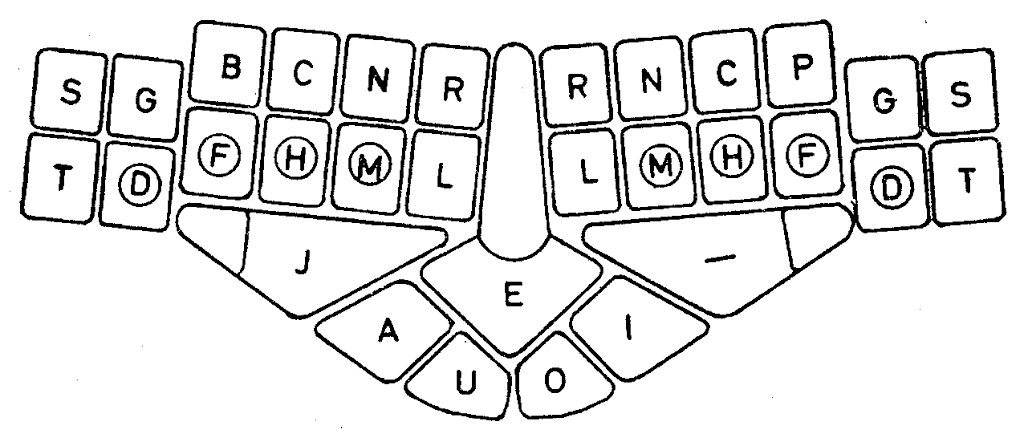 S G B C N R R N C P G S
T D F H M L L M H F D T
J —
E
A I
U O